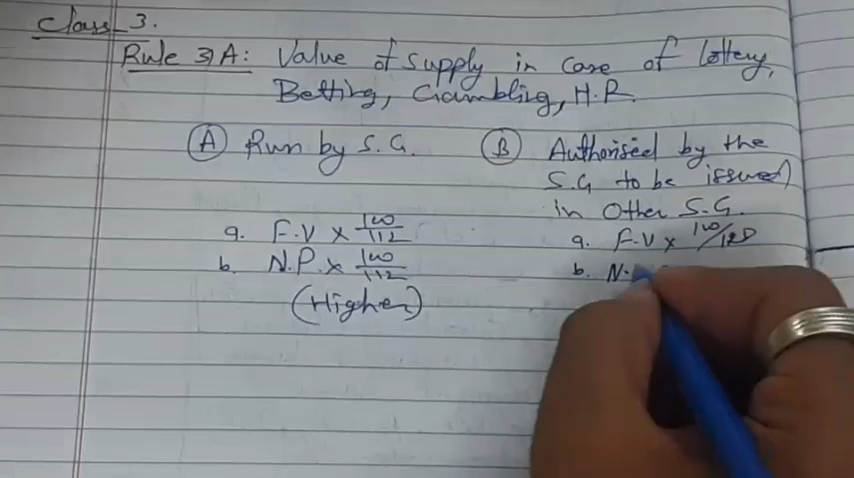 Class 3.
Rule 31A: Value of supply in case of lottery,
Betting, Gambling, H.R.
(A) Run by S.G.
a. F.V x 100/112
b. N.P. x 100/112
(Higher)
(B) Authorised by the
S.G to be issued
in Other S.G.
a. F.V x 100/128
b. N.